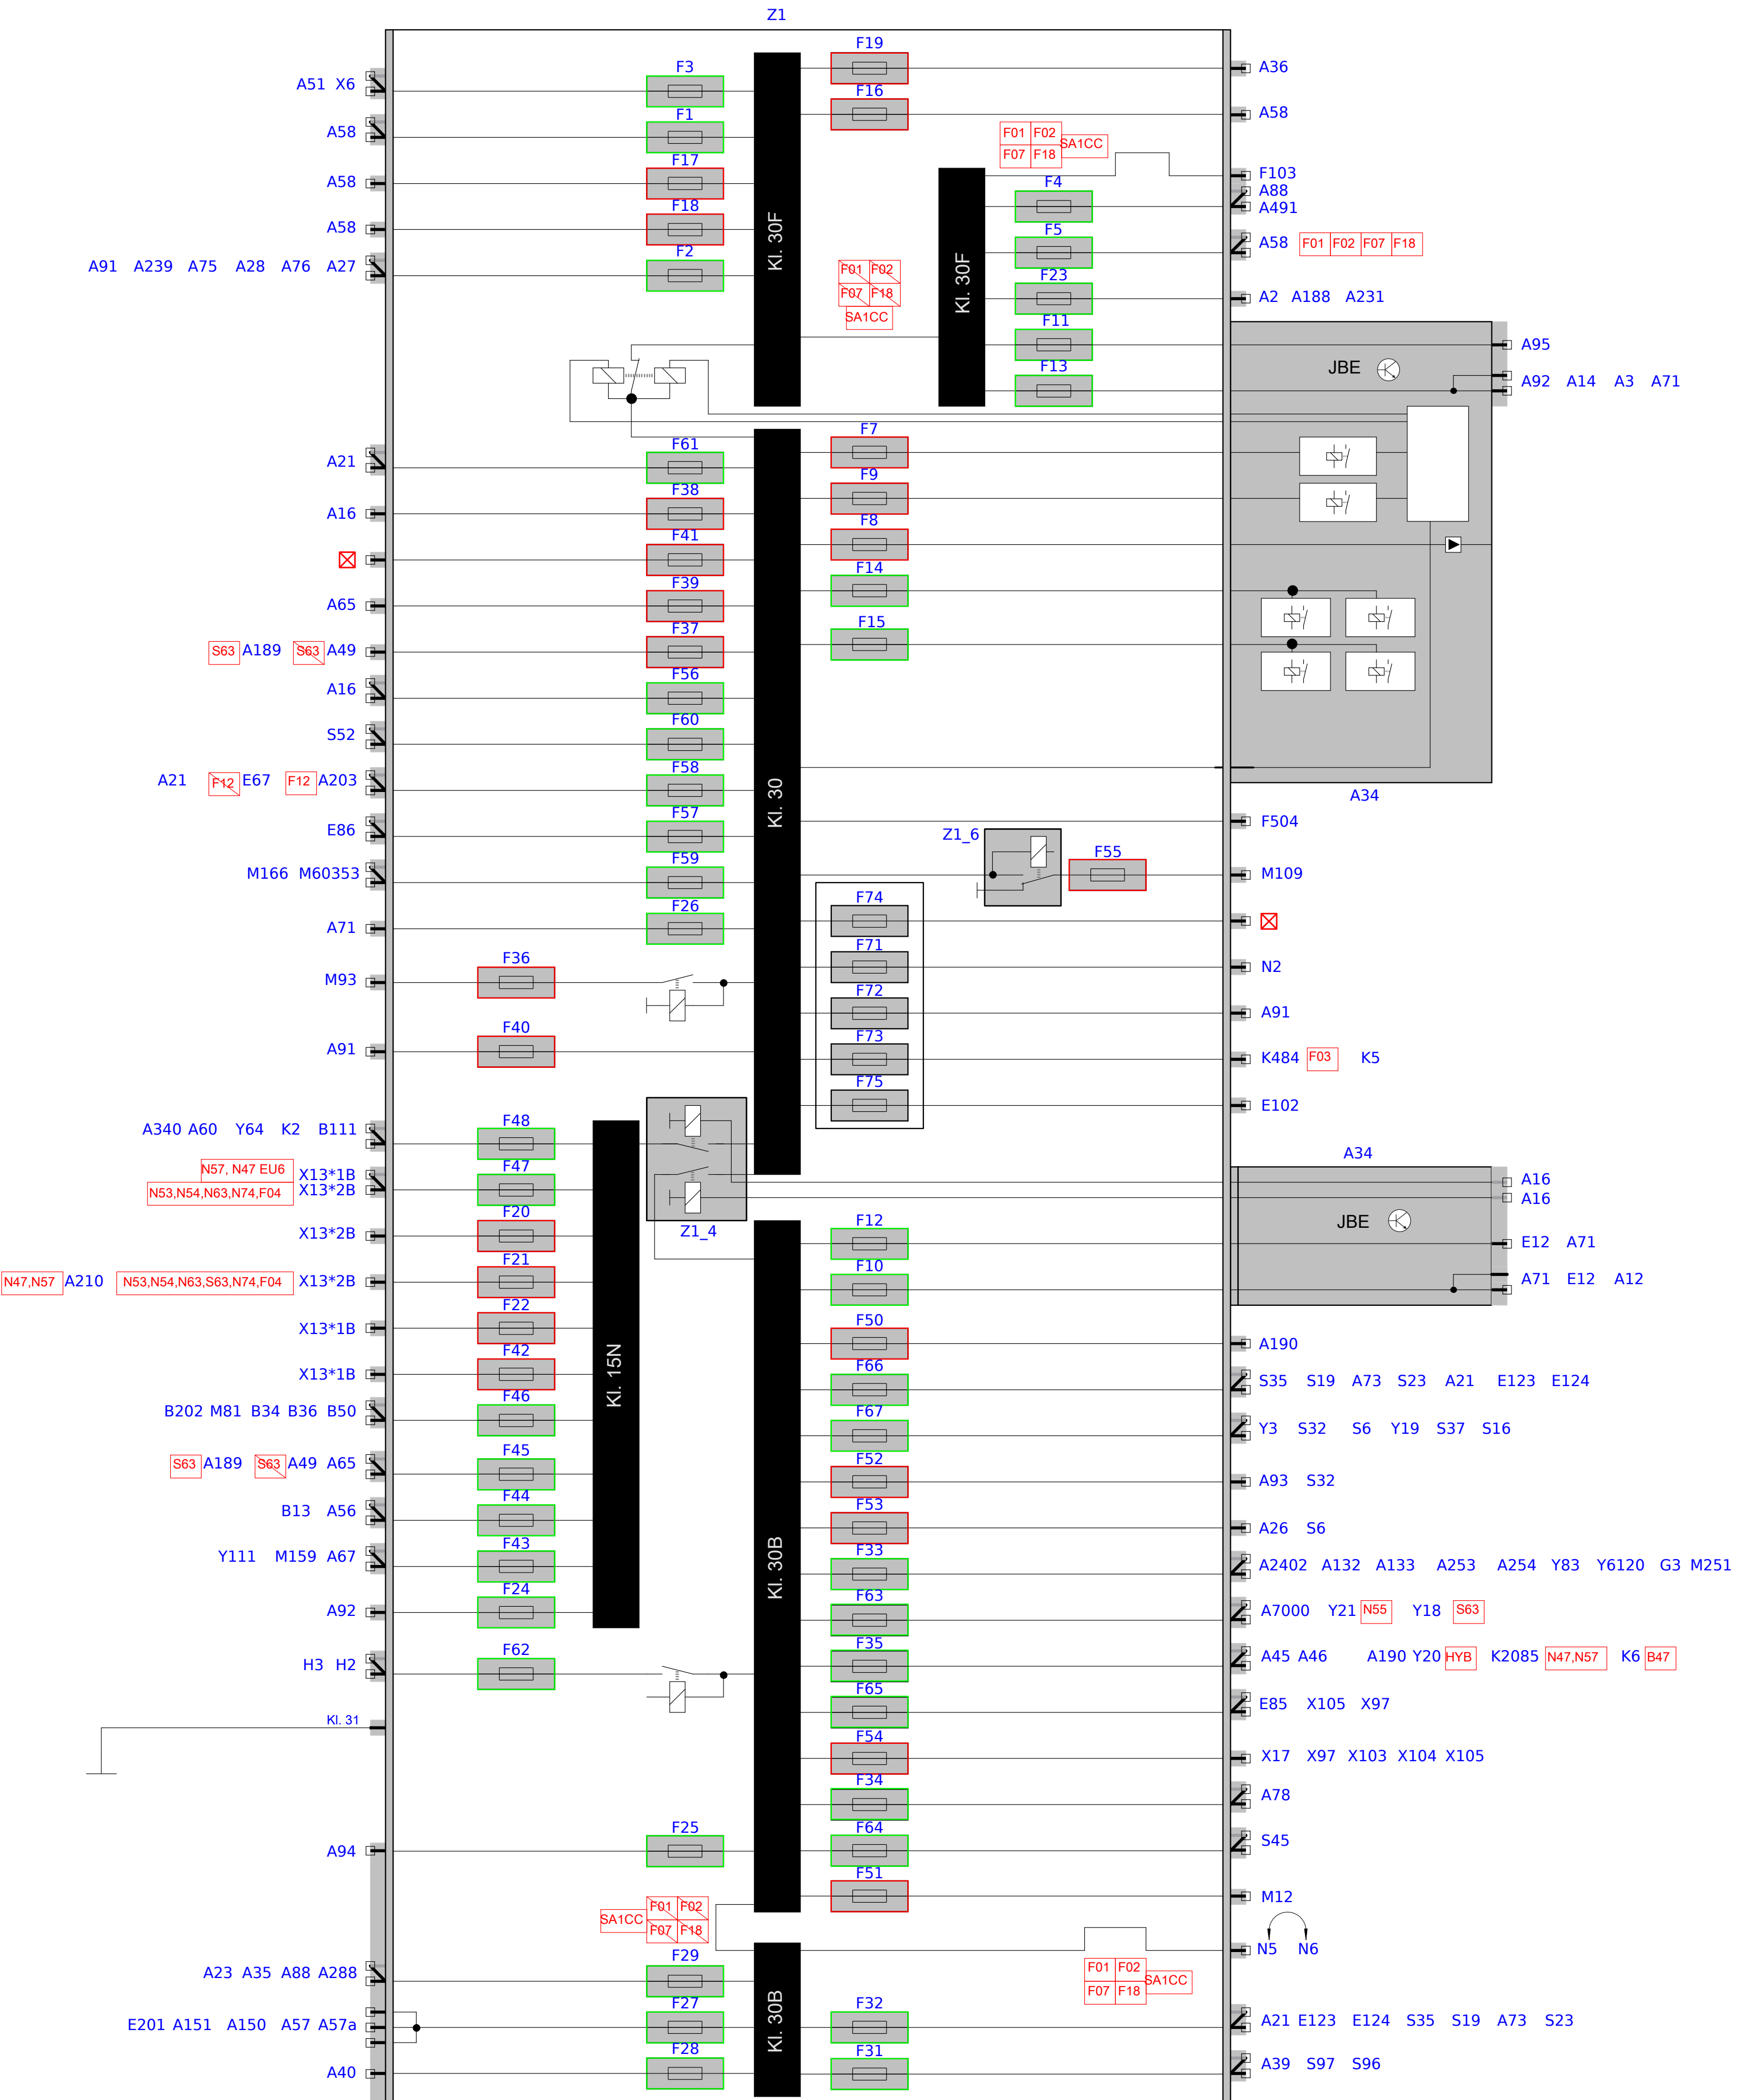 Z1
F19
A36
F3
A51 X6
F16
A58
F1
A58
F01 F02
F07 F18
SA1CC
F17
A58
F103
A88
A491
F4
F18
A58
F5
A58 F01 F02 F07 F18
F2
A91 A239 A75 A28 A76 A27
Kl. 30F
Kl. 30F
F01 F02
F07 F18
SA1CC
F23
A2 A188 A231
F11
A95
JBE
F13
A92 A14 A3 A71
F7
F61
A21
F9
F38
A16
F8
F41
F14
F39
A65
F15
F37
S63 A189 S63 A49
F56
A16
F60
S52
F58
A21 F12 E67 F12 A203
Kl. 30
A34
F57
E86
F504
Z1_6
F55
F59
M166 M60353
M109
F74
F26
A71
F71
N2
F36
M93
F72
A91
F40
A91
F73
K484 F03 K5
F75
E102
F48
A340 A60 Y64 K2 B111
A34
N57, N47 EU6 X13*1B
N53,N54,N63,N74,F04 X13*2B
F47
A16
A16
F20
X13*2B
Z1_4
F12
JBE
E12 A71
F21
N47,N57 A210 N53,N54,N63,S63,N74,F04 X13*2B
F10
A71 E12 A12
F22
X13*1B
F50
A190
Kl. 15N
F42
X13*1B
F66
S35 S19 A73 S23 A21 E123 E124
F46
B202 M81 B34 B36 B50
F67
Y3 S32 S6 Y19 S37 S16
F45
S63 A189 S63 A49 A65
F52
A93 S32
F44
B13 A56
F53
A26 S6
F43
Y111 M159 A67
Kl. 30B
F33
A2402 A132 A133 A253 A254 Y83 Y6120 G3 M251
F24
A92
F63
A7000 Y21 N55 Y18 S63
F62
H3 H2
F35
A45 A46 A190 Y20 HYB K2085 N47,N57 K6 B47
F65
E85 X105 X97
Kl. 31
F54
X17 X97 X103 X104 X105
F34
A78
F25
A94
F64
S45
F51
M12
SA1CC
F01 F02
F07 F18
N5 N6
F29
A23 A35 A88 A288
F01 F02
F07 F18
SA1CC
Kl. 30B
F27
E201 A151 A150 A57 A57a
F32
A21 E123 E124 S35 S19 A73 S23
F28
A40
F31
A39 S97 S96